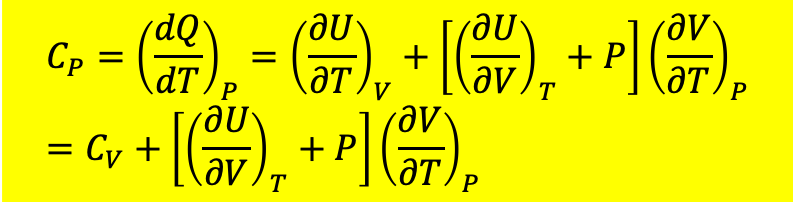 C_P = (dQ/dT)_P = (∂U/∂T)_V + [(∂U/∂V)_T + P] (∂V/∂T)_P
= C_V + [(∂U/∂V)_T + P] (∂V/∂T)_P